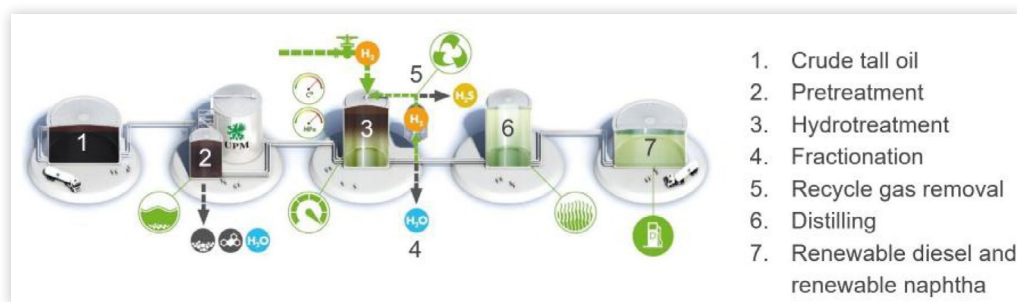 H₂
5
H₂S
C°
HPa
H₂
1
UPM
2
3
6
7
H₂O
H₂O
4
D
1. Crude tall oil
2. Pretreatment
3. Hydrotreatment
4. Fractionation
5. Recycle gas removal
6. Distilling
7. Renewable diesel and
renewable naphtha